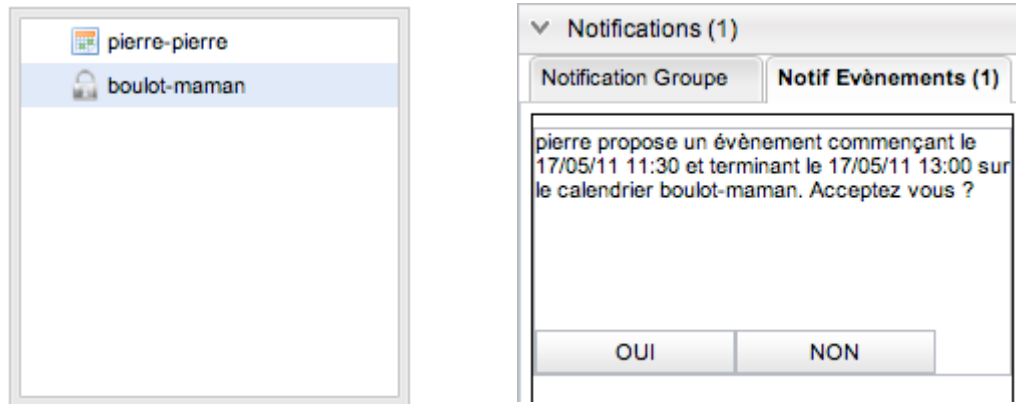 pierre-pierre
boulot-maman
Notifications (1)
Notification Groupe
Notif Evènements (1)
pierre propose un évènement commençant le
17/05/11 11:30 et terminant le 17/05/11 13:00 sur
le calendrier boulot-maman. Acceptez vous ?
OUI
NON